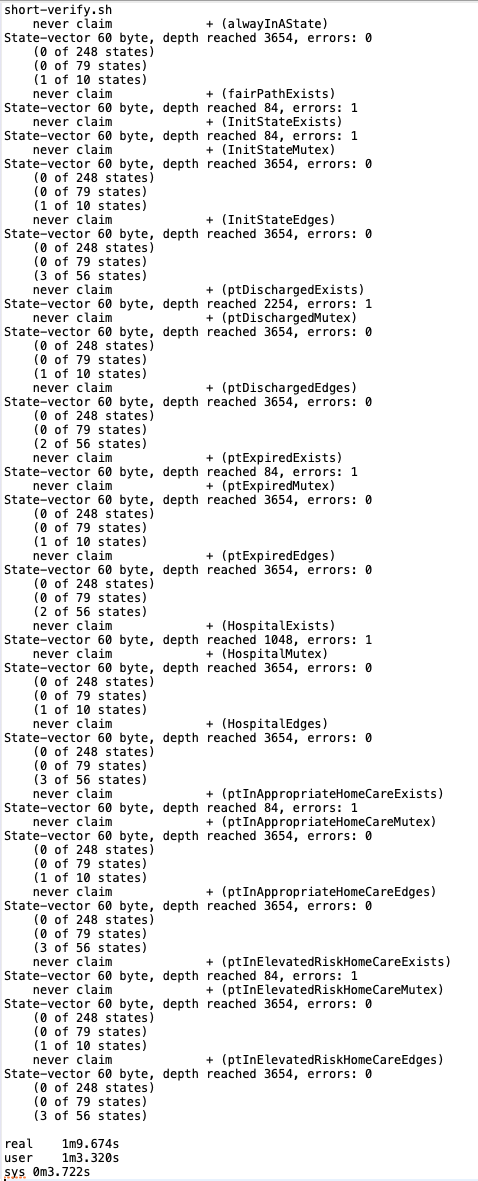 short-verify.sh
never claim + (alwayInAState)
State-vector 60 byte, depth reached 3654, errors: 0
(0 of 248 states)
(0 of 79 states)
(1 of 10 states)
never claim + (fairPathExists)
State-vector 60 byte, depth reached 84, errors: 1
never claim + (InitStateExists)
State-vector 60 byte, depth reached 84, errors: 1
never claim + (InitStateMutex)
State-vector 60 byte, depth reached 3654, errors: 0
(0 of 248 states)
(0 of 79 states)
(1 of 10 states)
never claim + (InitStateEdges)
State-vector 60 byte, depth reached 3654, errors: 0
(0 of 248 states)
(0 of 79 states)
(3 of 56 states)
never claim + (ptDischargedExists)
State-vector 60 byte, depth reached 2254, errors: 1
never claim + (ptDischargedMutex)
State-vector 60 byte, depth reached 3654, errors: 0
(0 of 248 states)
(0 of 79 states)
(1 of 10 states)
never claim + (ptDischargedEdges)
State-vector 60 byte, depth reached 3654, errors: 0
(0 of 248 states)
(0 of 79 states)
(2 of 56 states)
never claim + (ptExpiredExists)
State-vector 60 byte, depth reached 84, errors: 1
never claim + (ptExpiredMutex)
State-vector 60 byte, depth reached 3654, errors: 0
(0 of 248 states)
(0 of 79 states)
(1 of 10 states)
never claim + (ptExpiredEdges)
State-vector 60 byte, depth reached 3654, errors: 0
(0 of 248 states)
(0 of 79 states)
(2 of 56 states)
never claim + (HospitalExists)
State-vector 60 byte, depth reached 1048, errors: 1
never claim + (HospitalMutex)
State-vector 60 byte, depth reached 3654, errors: 0
(0 of 248 states)
(0 of 79 states)
(1 of 10 states)
never claim + (HospitalEdges)
State-vector 60 byte, depth reached 3654, errors: 0
(0 of 248 states)
(0 of 79 states)
(3 of 56 states)
never claim + (ptInAppropriateHomeCareExists)
State-vector 60 byte, depth reached 84, errors: 1
never claim + (ptInAppropriateHomeCareMutex)
State-vector 60 byte, depth reached 3654, errors: 0
(0 of 248 states)
(0 of 79 states)
(1 of 10 states)
never claim + (ptInAppropriateHomeCareEdges)
State-vector 60 byte, depth reached 3654, errors: 0
(0 of 248 states)
(0 of 79 states)
(3 of 56 states)
never claim + (ptInElevatedRiskHomeCareExists)
State-vector 60 byte, depth reached 84, errors: 1
never claim + (ptInElevatedRiskHomeCareMutex)
State-vector 60 byte, depth reached 3654, errors: 0
(0 of 248 states)
(0 of 79 states)
(1 of 10 states)
never claim + (ptInElevatedRiskHomeCareEdges)
State-vector 60 byte, depth reached 3654, errors: 0
(0 of 248 states)
(0 of 79 states)
(3 of 56 states)
real 1m9.674s
user 1m3.320s
sys 0m3.722s